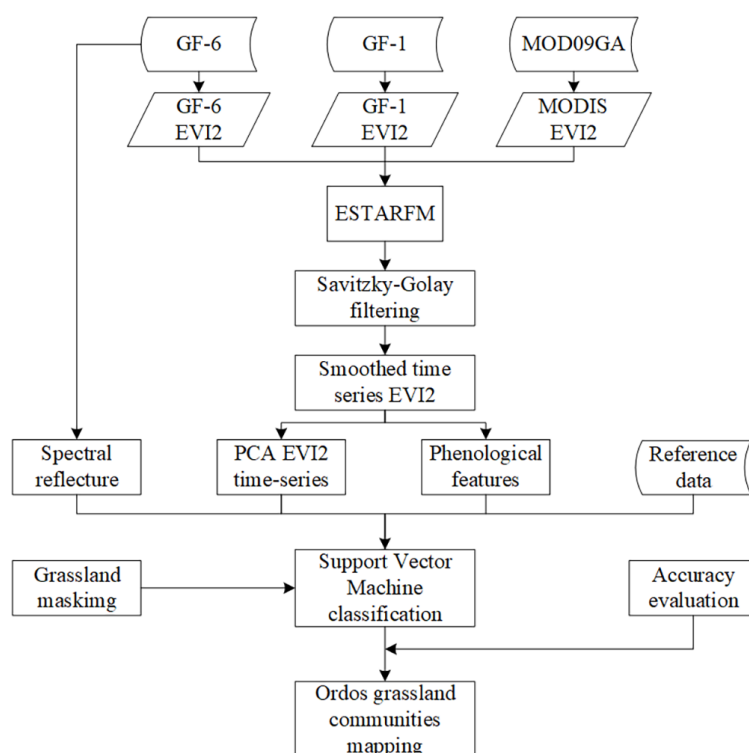 GF-6
GF-1
MOD09GA
GF-6
EVI2
GF-1
EVI2
MODIS
EVI2
ESTARFM
Savitzky-Golay
filtering
Smoothed time
series EVI2
Spectral
reflecture
PCA EVI2
time-series
Phenological
features
Reference
data
Grassland
maskimg
Support Vector
Machine
classification
Accuracy
evaluation
Ordos grassland
communities
mapping